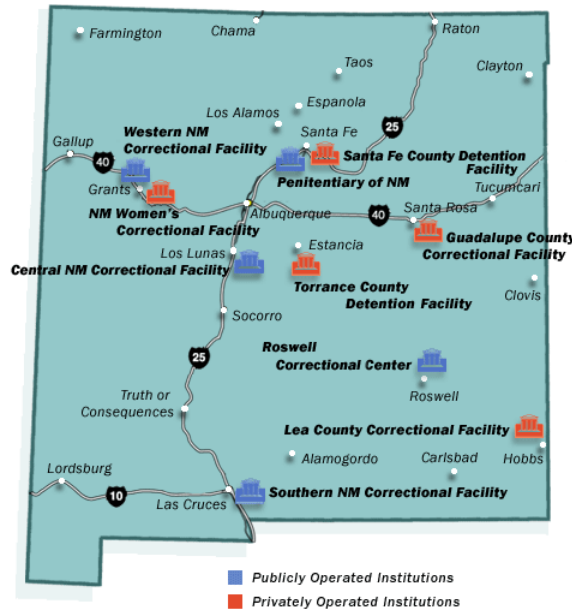 Farmington
Chama
Raton
Taos
Clayton
Espanola
Los Alamos
Santa Fe
25
Gallup
40
Western NM
Correctional Facility
Santa Fe County Detention
Facility
Penitentiary of NM
Grants
Tucumcari
NM Women's
Correctional Facility
Albuquerque
40
Santa Rosa
Guadalupe County
Correctional Facility
Los Lunas
Estancia
Central NM Correctional Facility
Torrance County
Detention Facility
Clovis
Socorro
25
Roswell
Correctional Center
Roswell
Truth or
Consequences
Lea County Correctional Facility
Hobbs
Alamogordo
Carlsbad
Lordsburg
10
Las Cruces
Southern NM Correctional Facility
Publicly Operated Institutions
Privately Operated Institutions